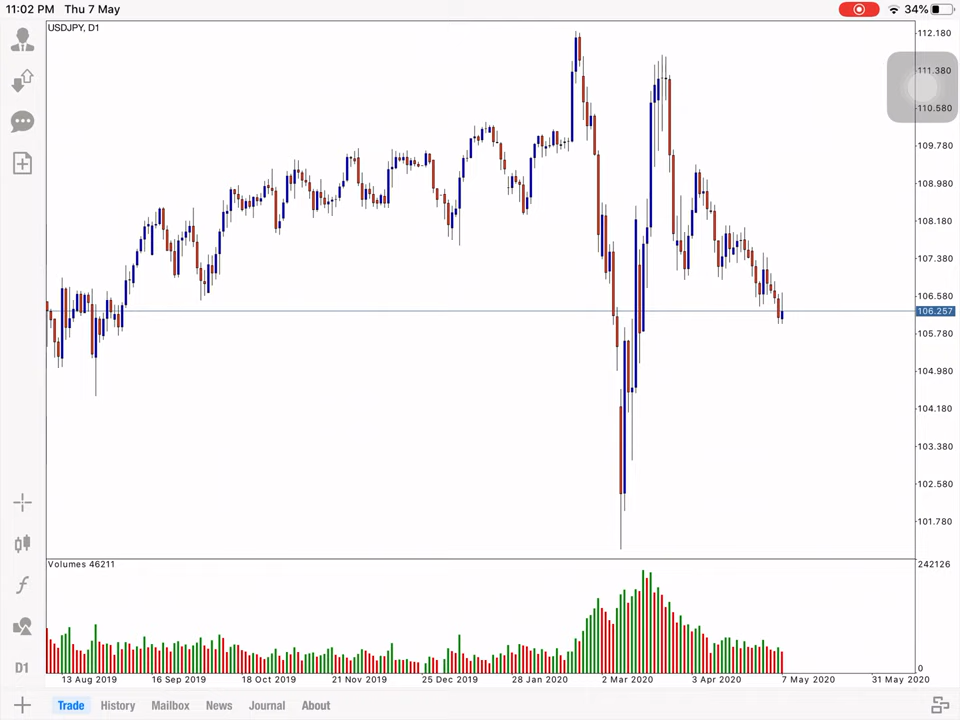 11:02 PM Thu 7 May 34%
USDJPY, D1
112.180
111.380
110.580
109.780
108.980
108.180
107.380
106.580
106.257
105.780
104.980
104.180
103.380
102.580
101.780
Volumes 46211 242126
D1
0
13 Aug 2019 16 Sep 2019 18 Oct 2019 21 Nov 2019 25 Dec 2019 28 Jan 2020 2 Mar 2020 3 Apr 2020 7 May 2020 31 May 2020
Trade History Mailbox News Journal About